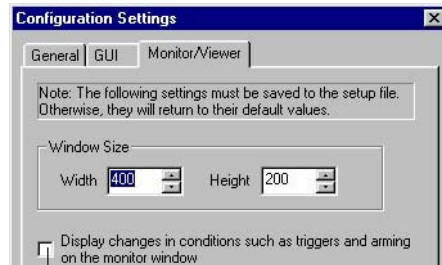 Configuration Settings
General GUI Monitor/Viewer
Note: The following settings must be saved to the setup file.
Otherwise, they will return to their default values.
Window Size
Width 400 Height 200
Display changes in conditions such as triggers and arming
on the monitor window